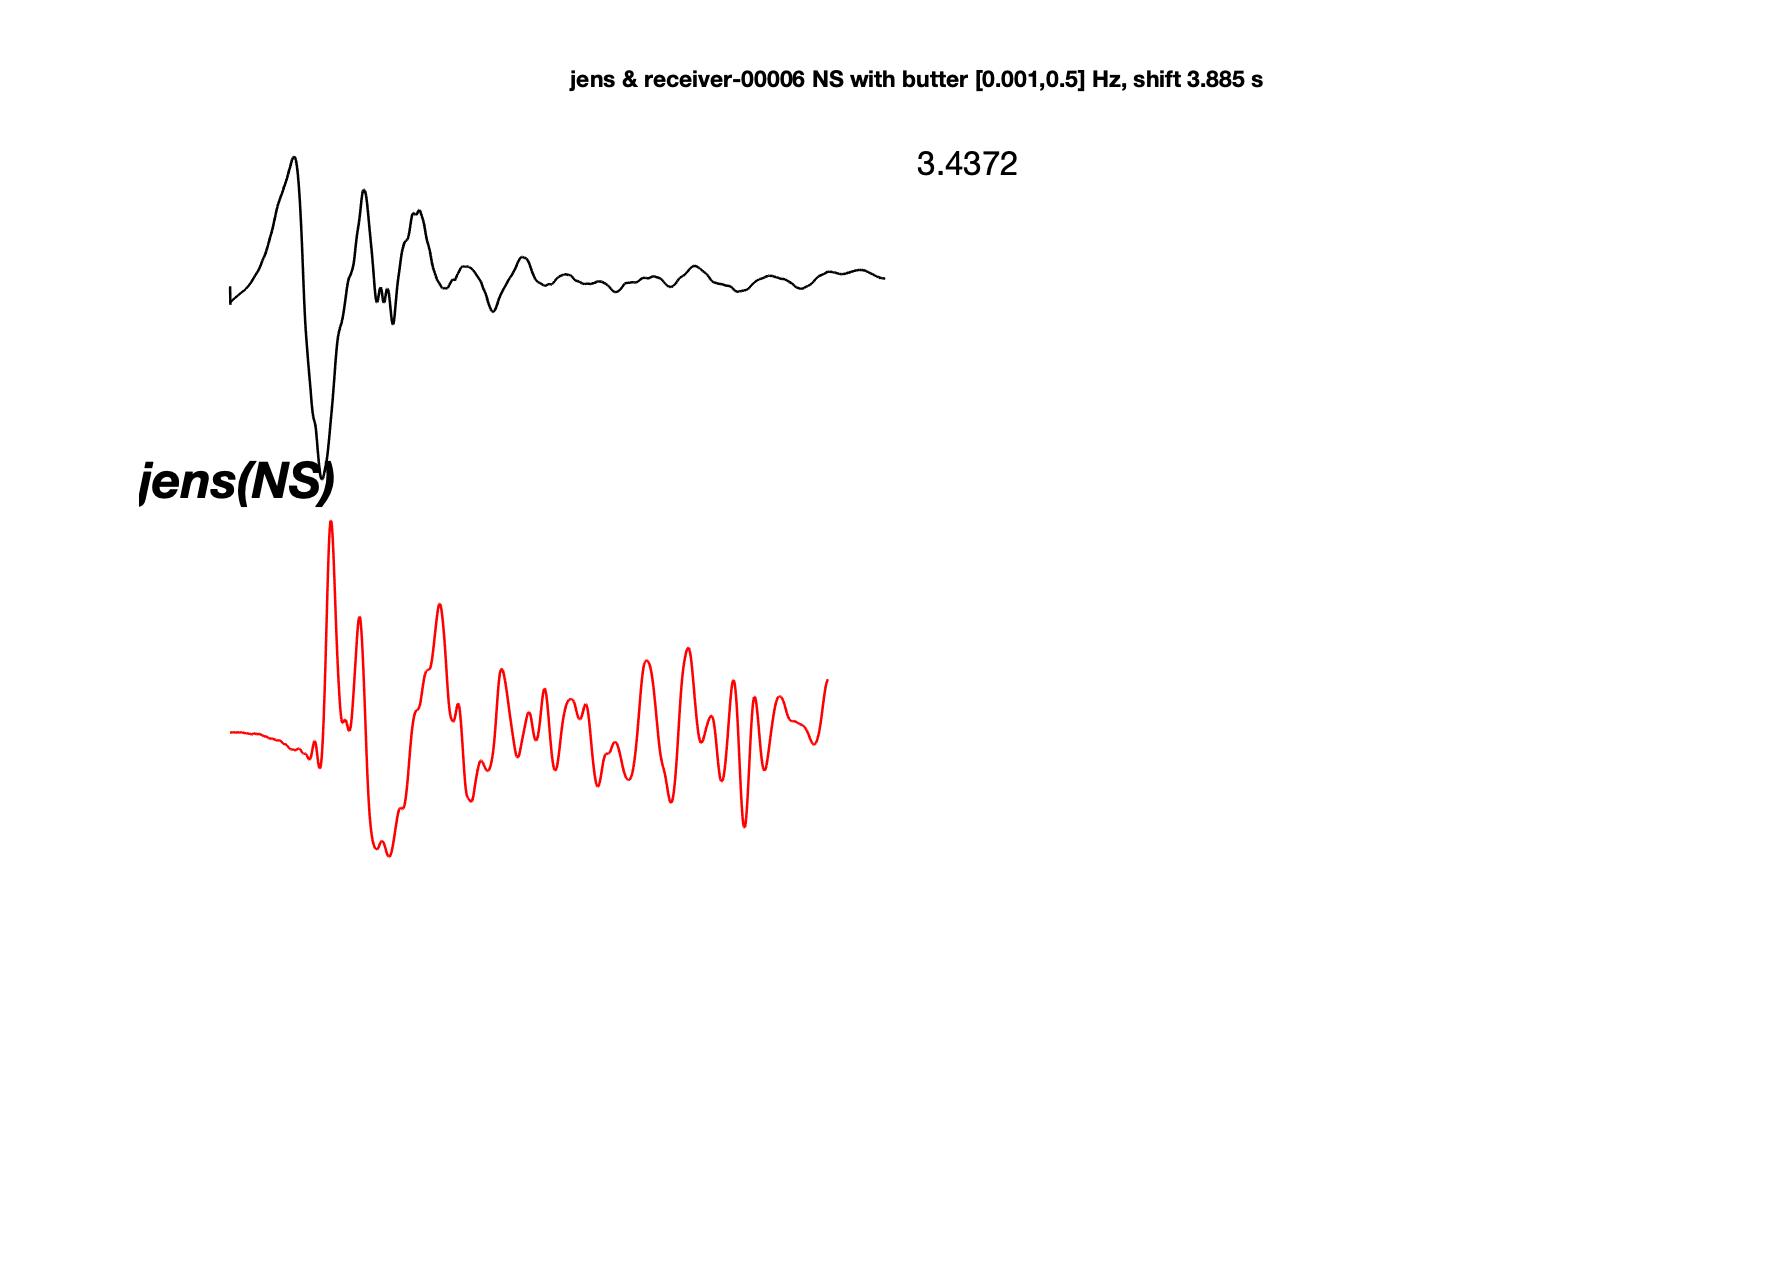 jens & receiver-00006 NS with butter [0.001,0.5] Hz, shift 3.885 s
3.4372
jens(NS)